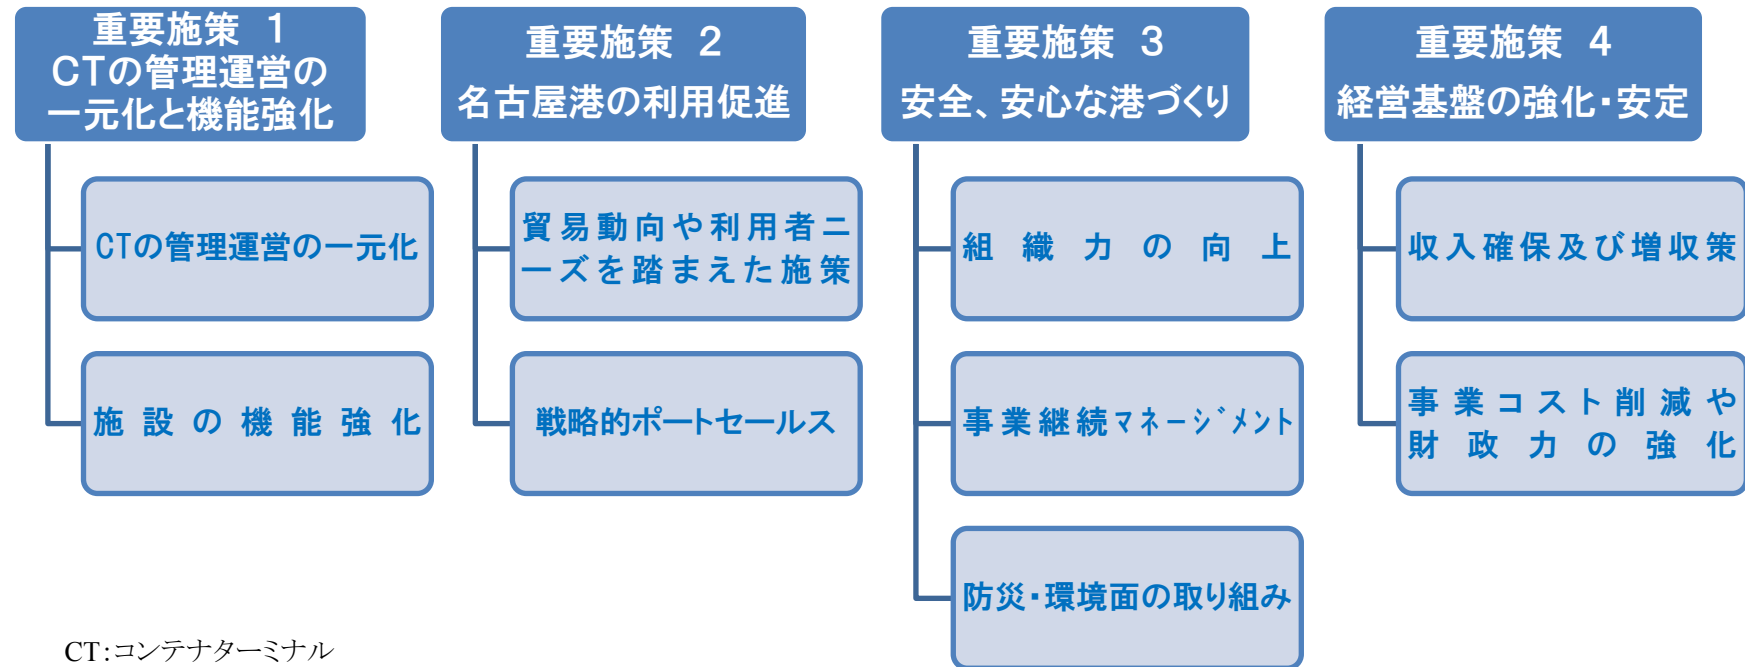 重要施策 1
CTの管理運営の
一元化と機能強化
CTの管理運営の一元化
施設の機能強化
重要施策 2
名古屋港の利用促進
貿易動向や利用者ニ
ーズを踏まえた施策
戦略的ポートセールス
重要施策 3
安全、安心な港づくり
組織力の向上
事業継続マネージメント
防災・環境面の取り組み
重要施策 4
経営基盤の強化・安定
収入確保及び増収策
事業コスト削減や
財政力の強化
CT:コンテナターミナル